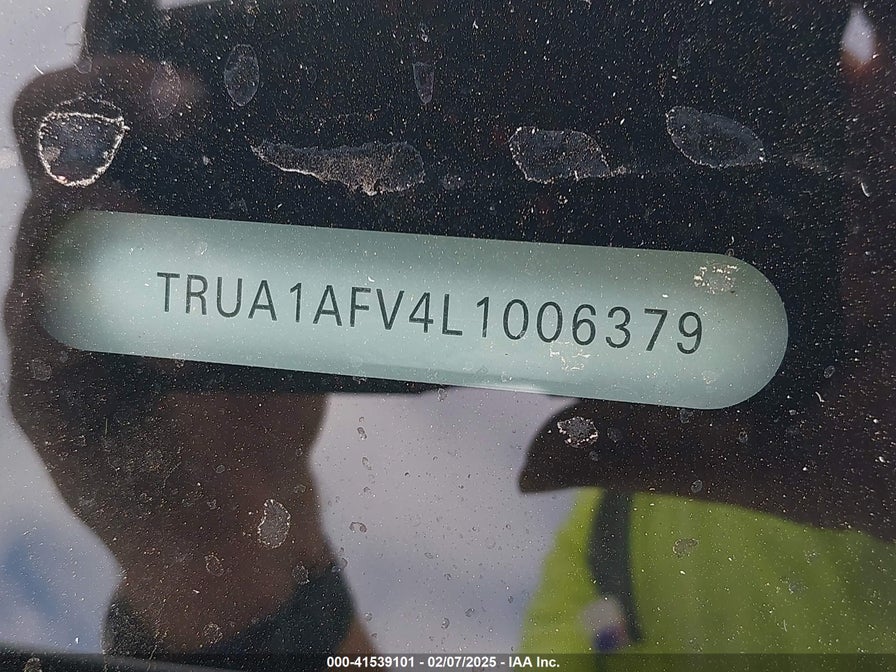 TRUA1AFV4L1006379
000-41539101 - 02/07/2025 - IAA Inc.